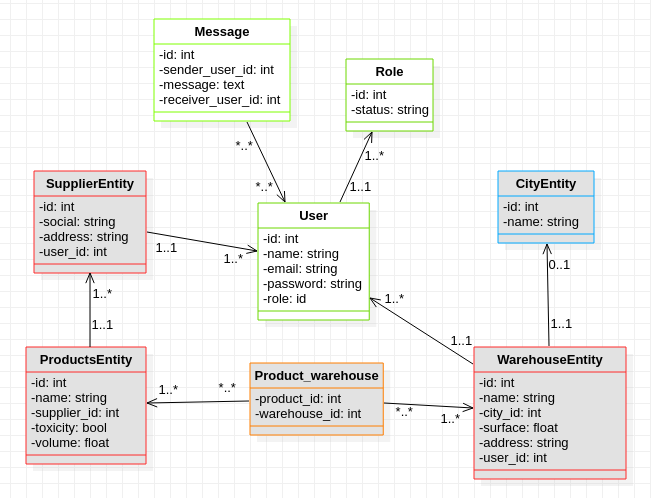 Message
-id: int
-sender_user_id: int
-message: text
-receiver_user_id: int
Role
-id: int
-status: string
*..*
1..*
*..*
1..1
SupplierEntity
-id: int
-social: string
-address: string
-user_id: int
CityEntity
-id: int
-name: string
User
-id: int
-name: string
-email: string
-password: string
-role: id
1..1
1..*
0..1
1..*
1..1
1..*
1..1
1..1
ProductsEntity
-id: int
-name: string
-supplier_id: int
-toxicity: bool
-volume: float
Product_warehouse
-product_id: int
-warehouse_id: int
WarehouseEntity
-id: int
-name: string
-city_id: int
-surface: float
-address: string
-user_id: int
1..*
*..*
*..*
1..*